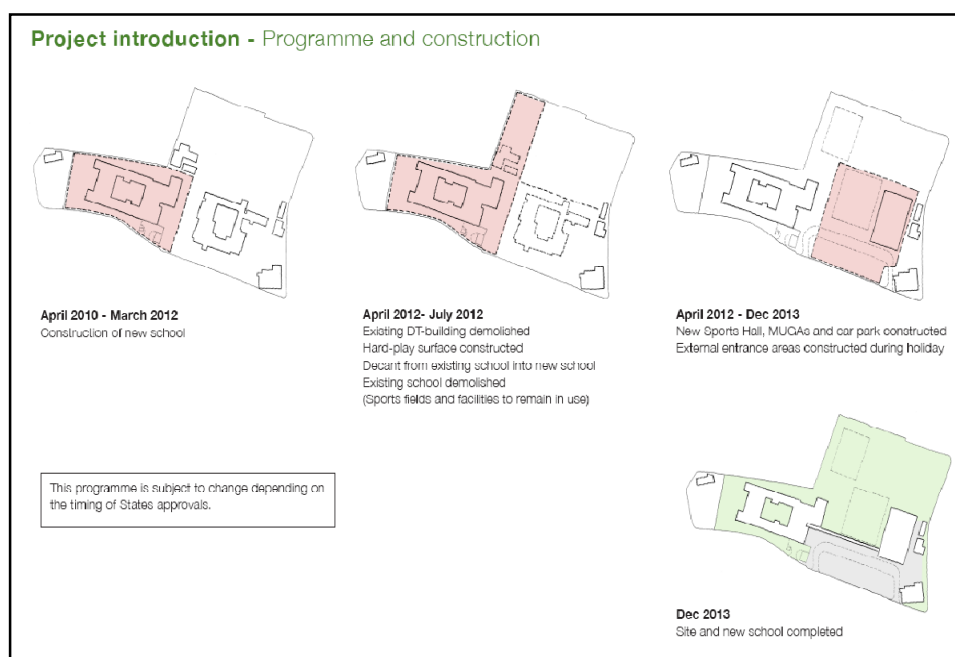 Project introduction - Programme and construction
April 2010 - March 2012
Construction of new school
April 2012- July 2012
Existing DT-building demolished
Hard-play surface constructed
Decant from existing school into new school
Existing school demolished
(Sports fields and facilities to remain in use)
April 2012 - Dec 2013
New Sports Hall, MUGAs and car park constructed
External entrance areas constructed during holiday
This programme is subject to change depending on
the timing of States approvals.
Dec 2013
Site and new school completed